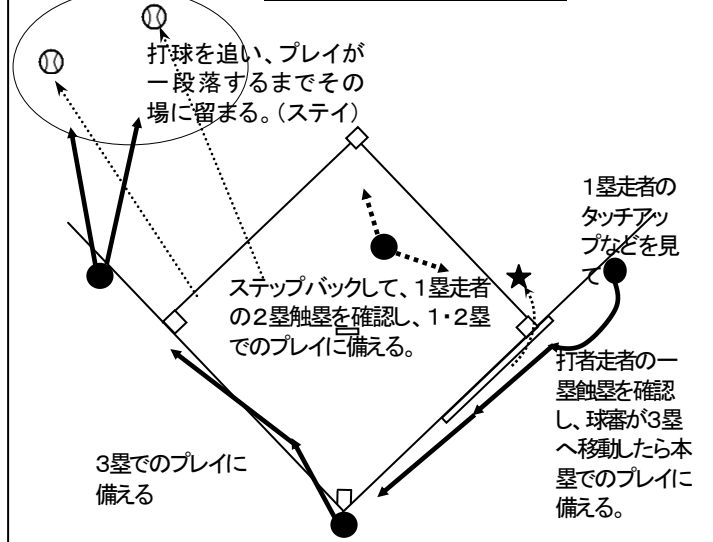 打球を追い、プレイが
一段落するまでその
場に留まる。（ステイ）
1塁走者の
タッチアッ
プなどを見
て
ステップバックして、1塁走者
の2塁触塁を確認し、1・2塁
でのプレイに備える。
打者走者の一
塁蝕塁を確認
し、球審が3塁
へ移動したら本
塁でのプレイに
備える。
3塁でのプレイに
備える